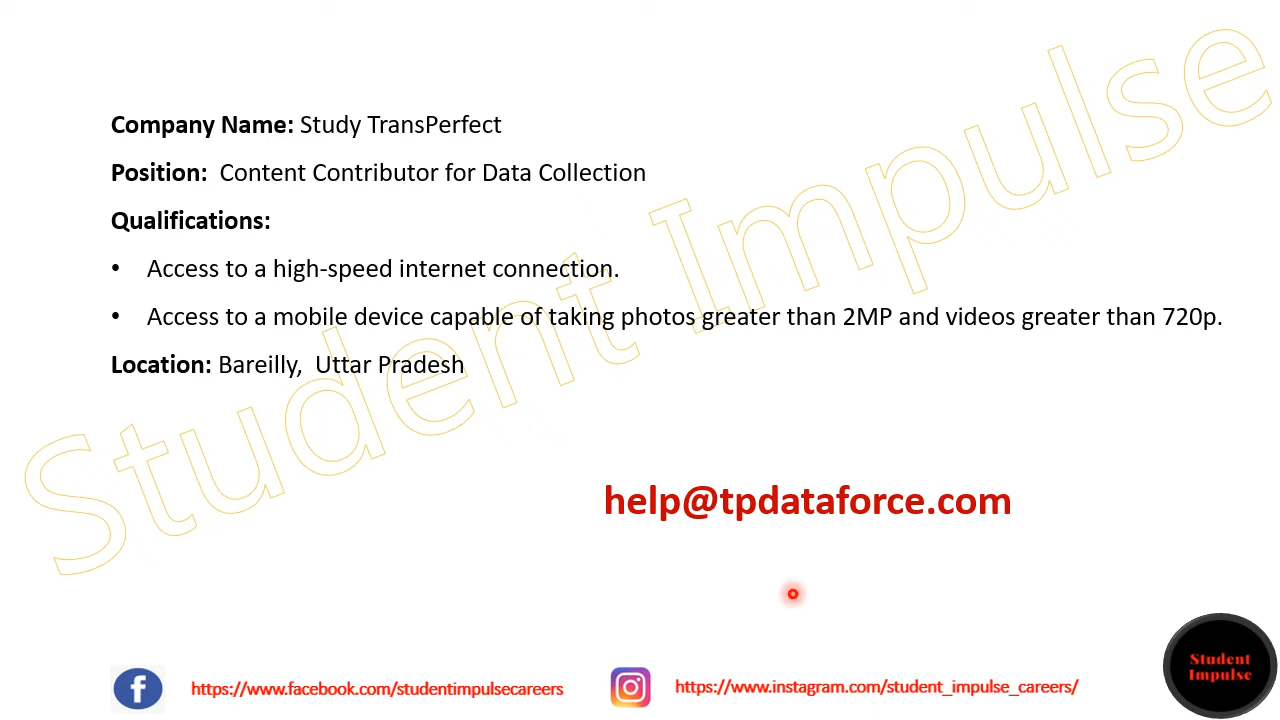 Student Impulse
Company Name: Study TransPerfect
Position: Content Contributor for Data Collection
Qualifications:
• Access to a high-speed internet connection.
• Access to a mobile device capable of taking photos greater than 2MP and videos greater than 720p.
Location: Bareilly, Uttar Pradesh
help@tpdataforce.com
https://www.facebook.com/studentimpulsecareers
https://www.instagram.com/student_impulse_careers/
Student
Impulse